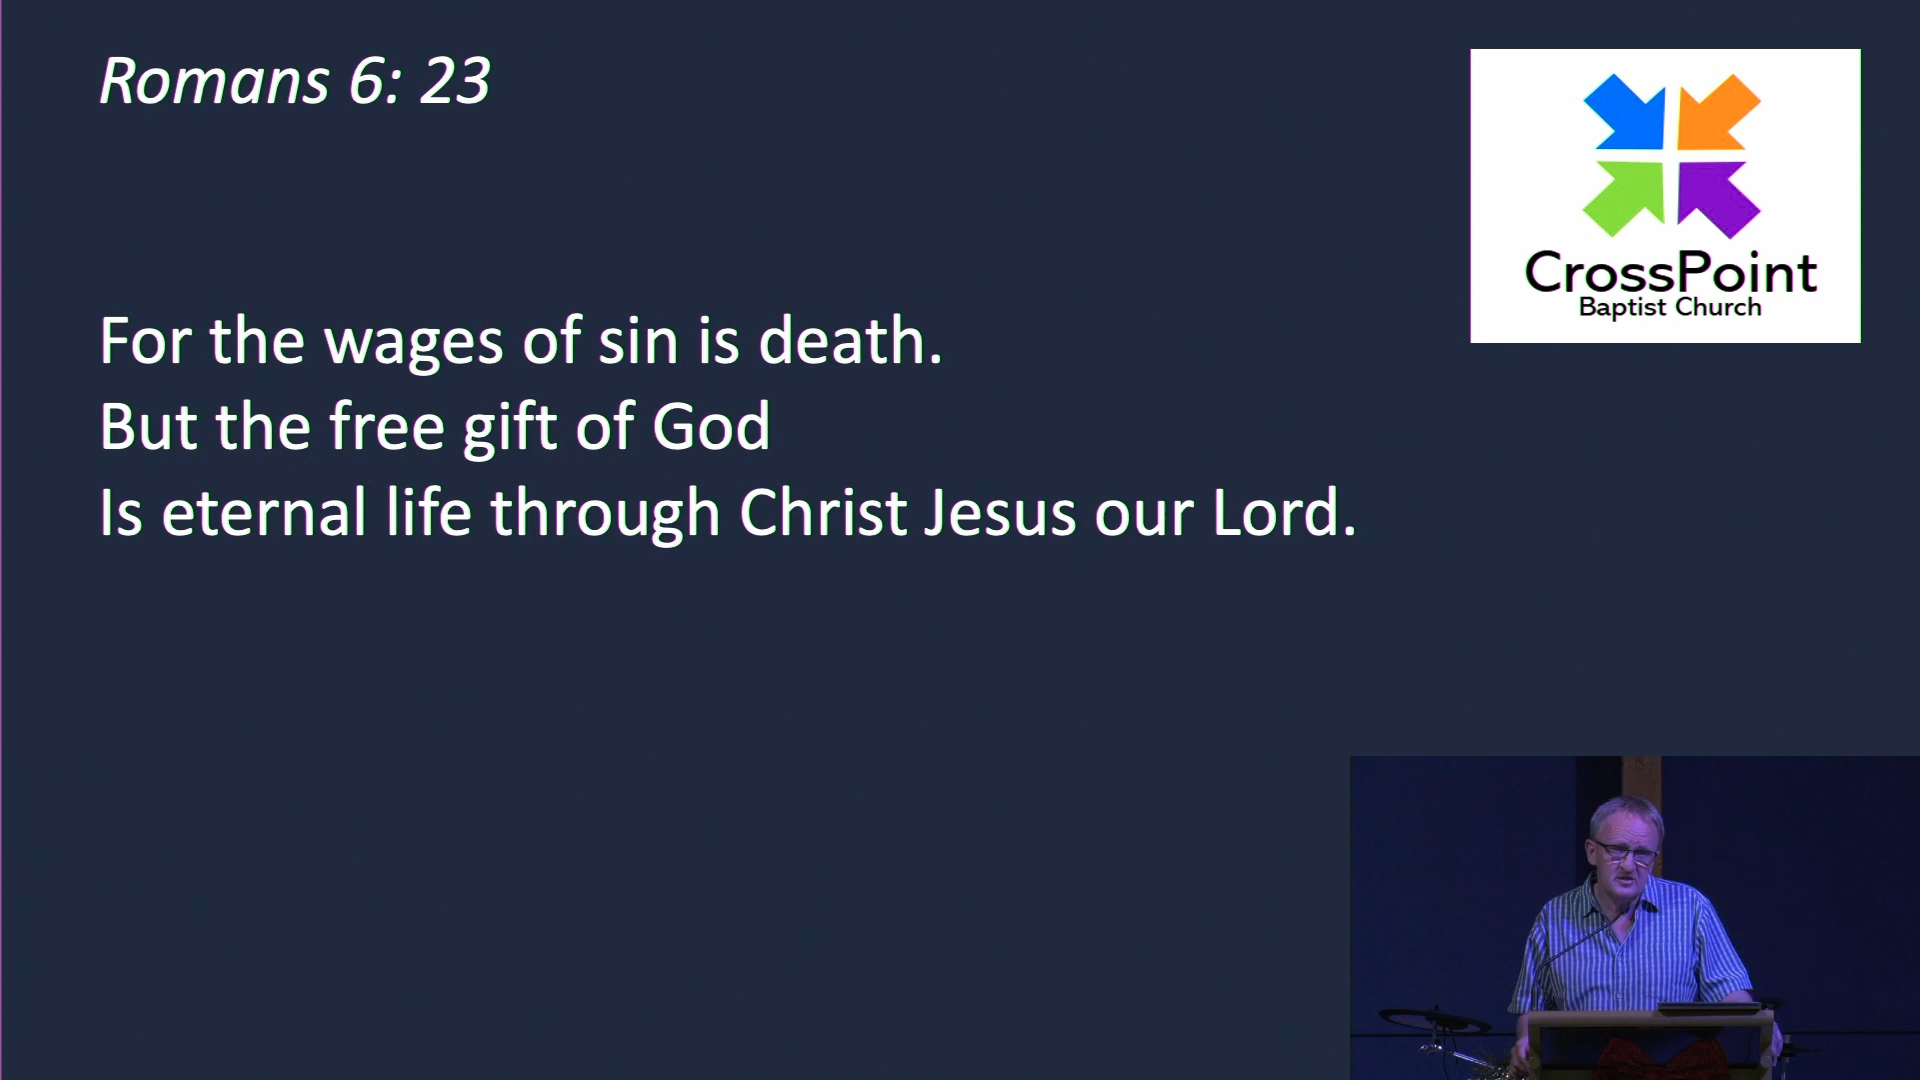 Romans 6: 23
For the wages of sin is death.
But the free gift of God
Is eternal life through Christ Jesus our Lord.
CrossPoint
Baptist Church